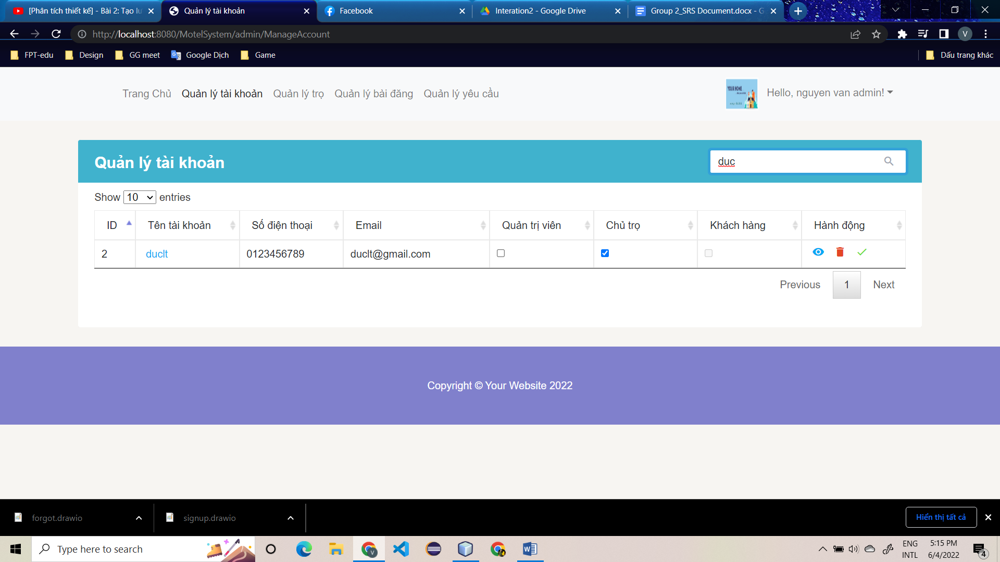 [Phân tích thiết kế] - Bài 2: Tạo lư
Quản lý tài khoản
Facebook
Interation2 - Google Drive
Group 2_SRS Document.docx - G
http://localhost:8080/MotelSystem/admin/ManageAccount
V
FPT-edu
Design
GG meet
Google Dịch
Game
Dấu trang khác
Trang Chủ
Quản lý tài khoản
Quản lý trọ
Quản lý bài đăng
Quản lý yêu cầu
YOUR HOME
Hello, nguyen van admin!
Quản lý tài khoản
duc
Show 10 entries
ID
Tên tài khoản
Số điện thoại
Email
Quản trị viên
Chủ trọ
Khách hàng
Hành động
2
duclt
0123456789
duclt@gmail.com
Previous
1
Next
Copyright © Your Website 2022
forgot.drawio
signup.drawio
Hiển thị tất cả
Type here to search
V
W
ENG
INTL
5:15 PM
6/4/2022
4